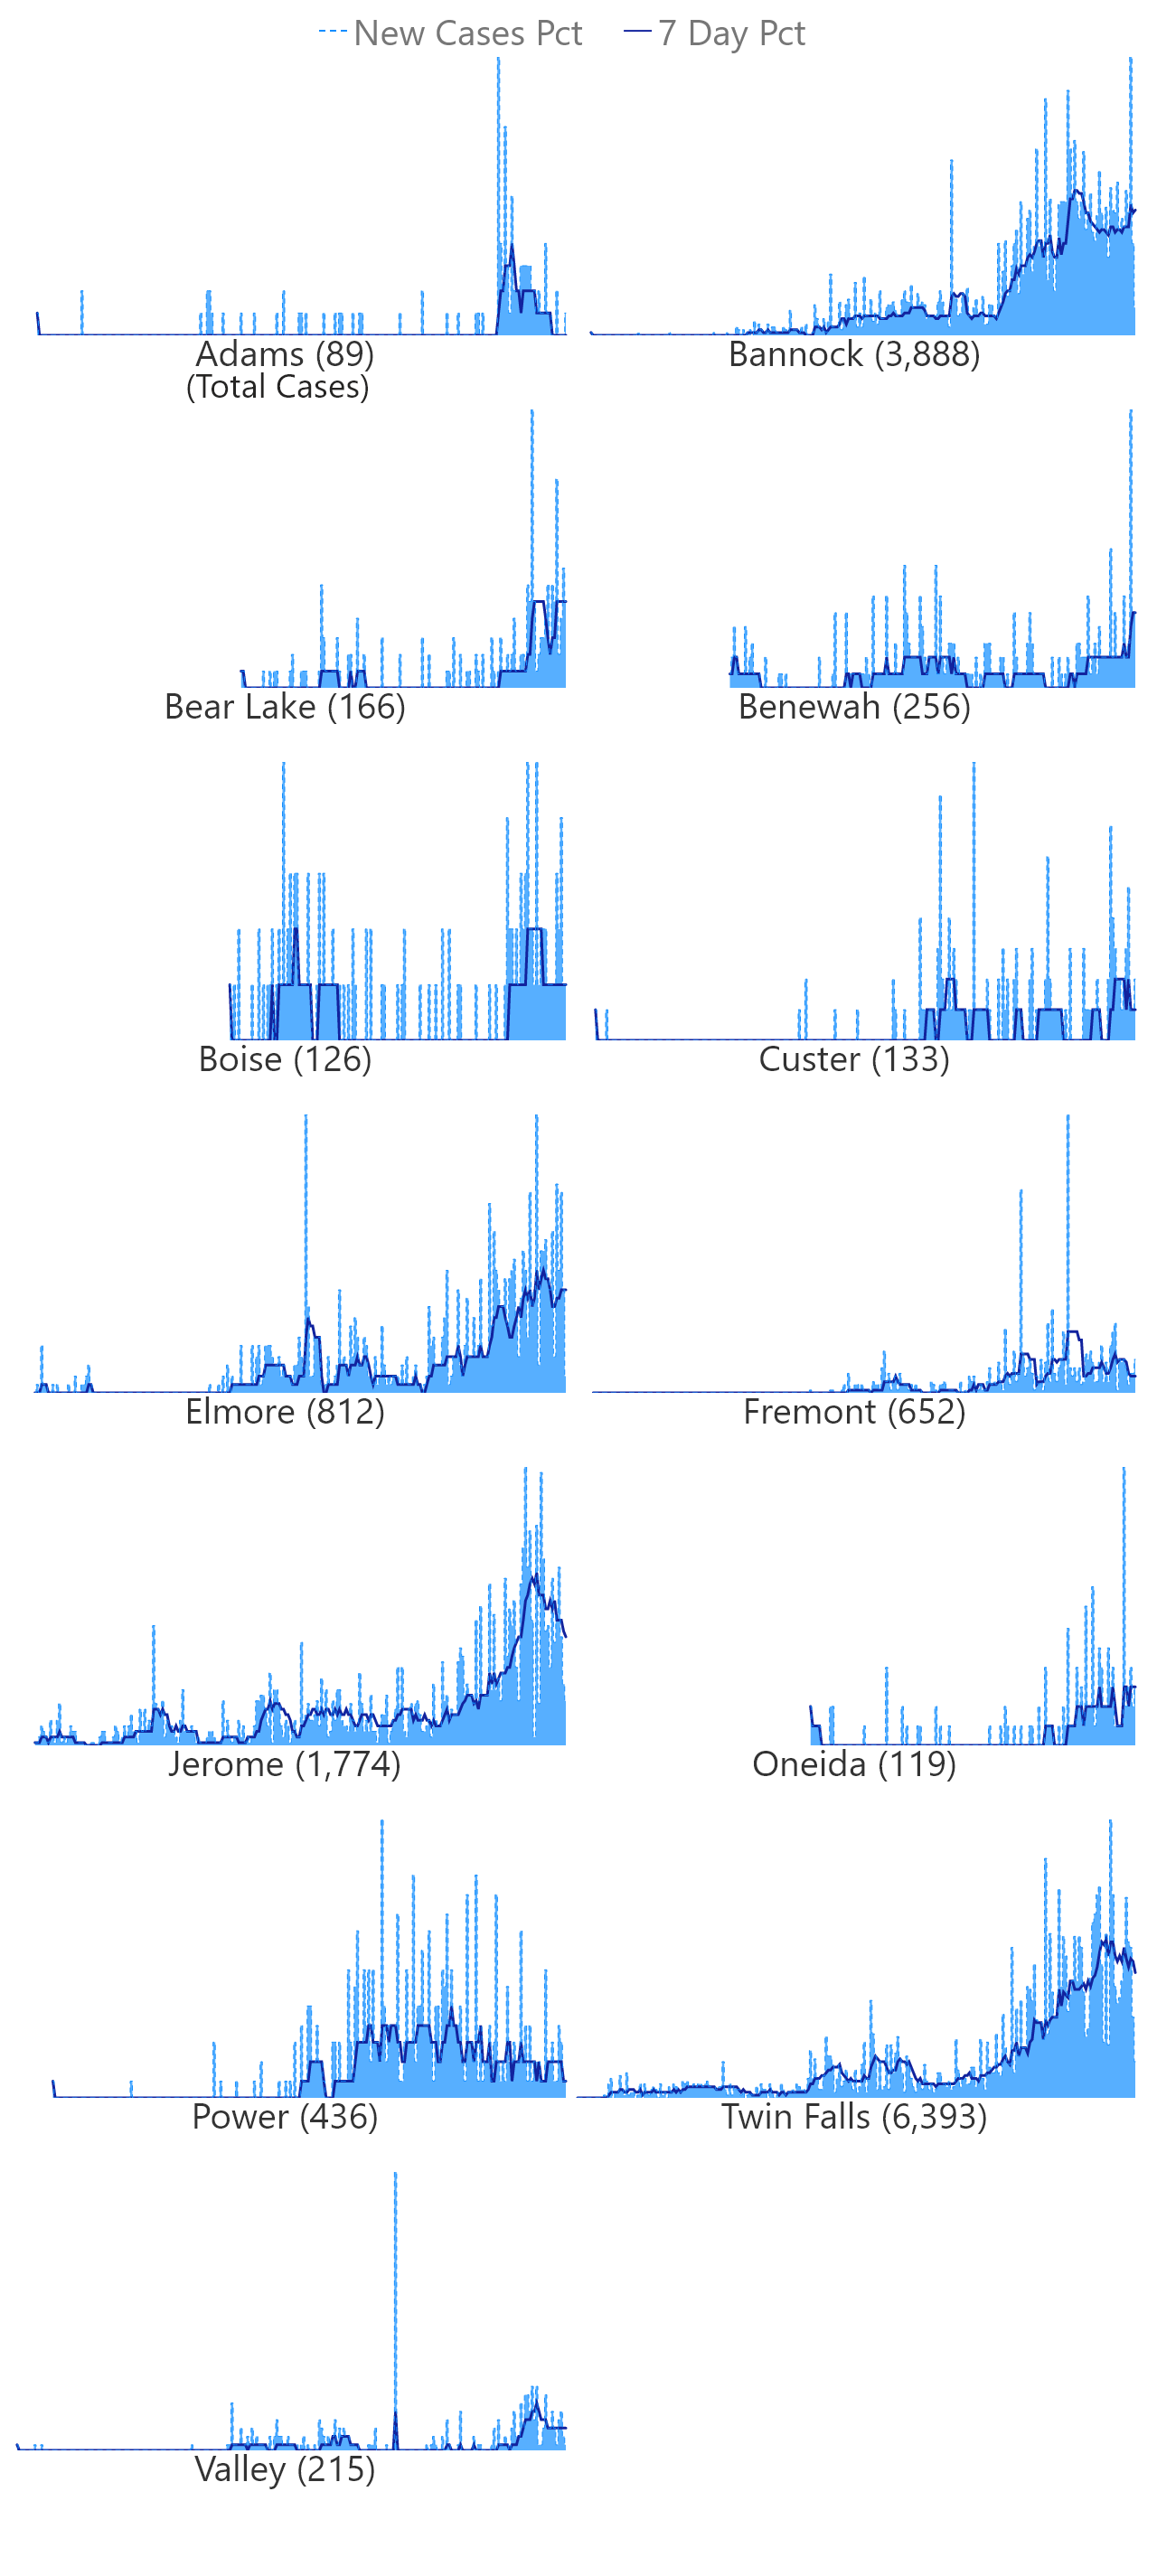 New Cases Pct 7 Day Pct
Adams (89) Bannock (3,888)
(Total Cases)
Bear Lake (166) Benewah (256)
Boise (126) Custer (133)
Elmore (812) Fremont (652)
Jerome (1,774) Oneida (119)
Power (436) Twin Falls (6,393)
Valley (215)